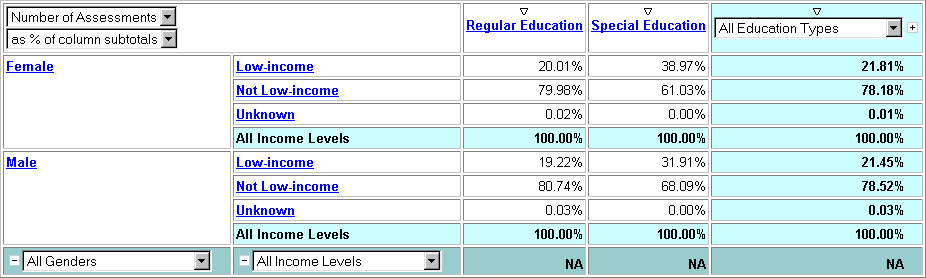 Number of Assessments
as % of column subtotals
Regular Education Special Education All Education Types
Female Low-income 20.01% 38.97% 21.81%
Not Low-income 79.98% 61.03% 78.18%
Unknown 0.02% 0.00% 0.01%
All Income Levels 100.00% 100.00% 100.00%
Male Low-income 19.22% 31.91% 21.45%
Not Low-income 80.74% 68.09% 78.52%
Unknown 0.03% 0.00% 0.03%
All Income Levels 100.00% 100.00% 100.00%
All Genders All Income Levels NA NA NA